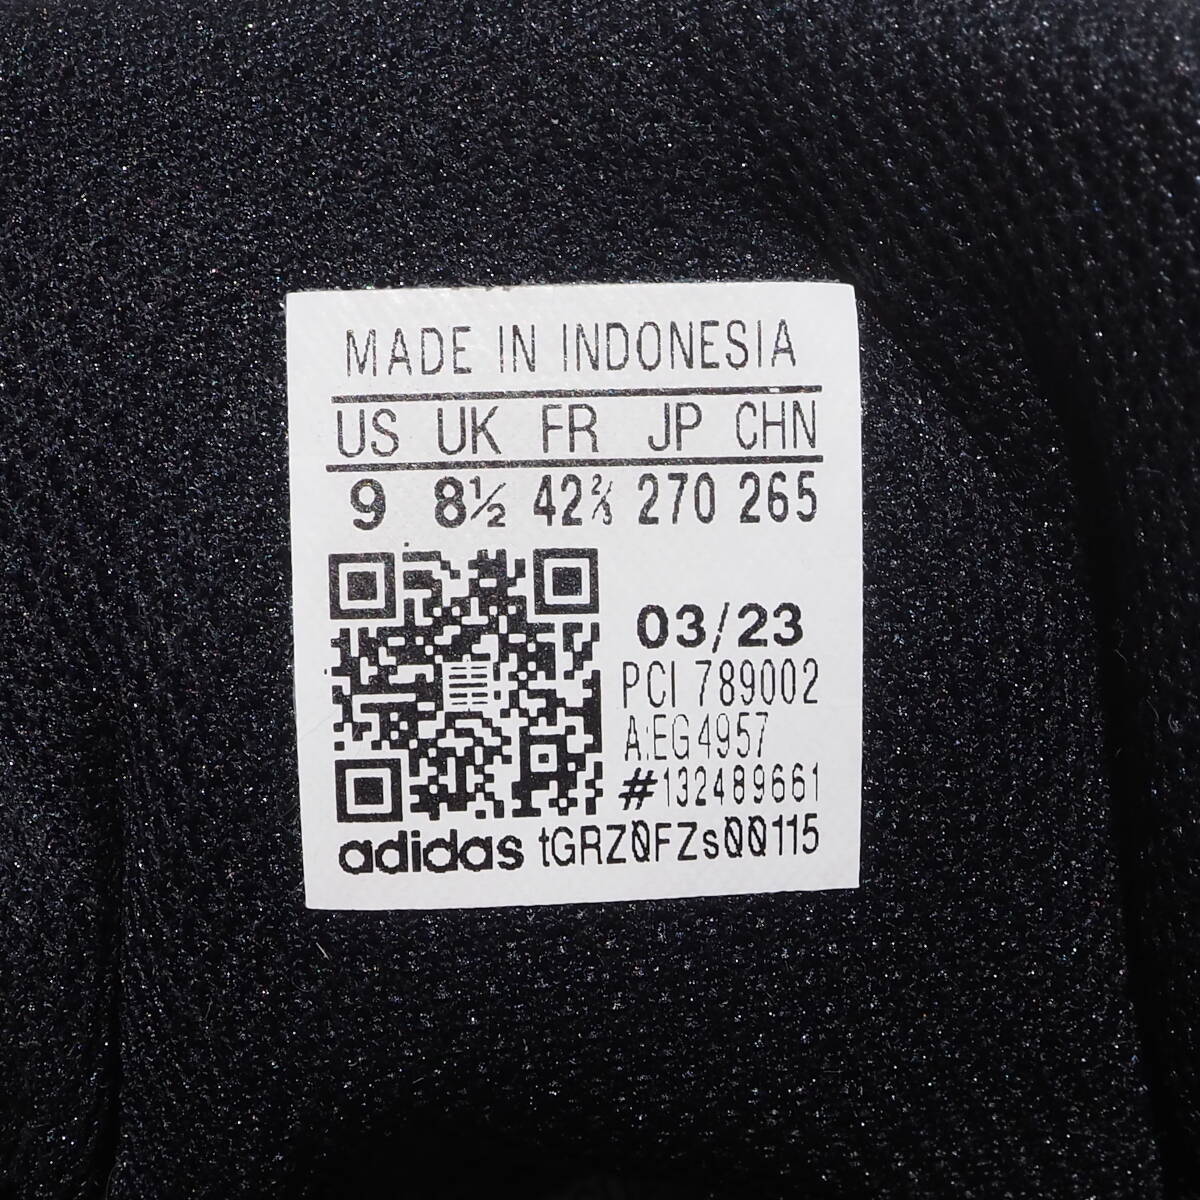 MADE IN INDONESIA
US UK FR JP CHN
9 8½ 42⅔ 270 265
03/23
PCI 789002
A:EG4957
#132489661
adidas tGRZ0FZs00115